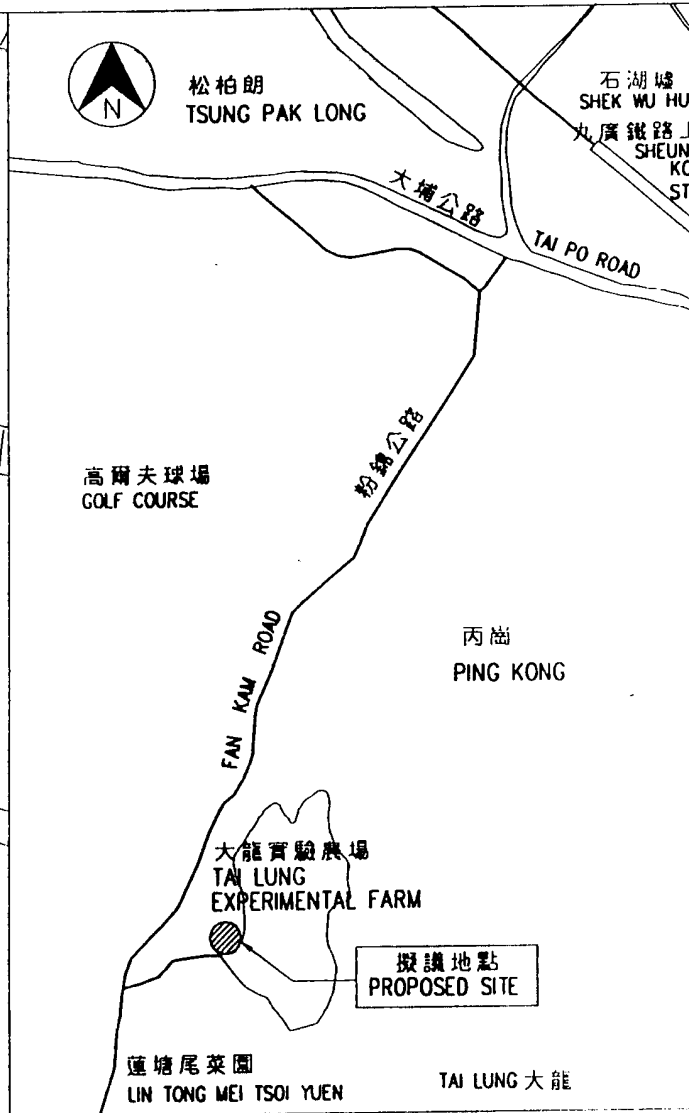 N
松柏朗
TSUNG PAK LONG
石湖墟
SHEK WU HU
九廣鐵路上
SHEUN
KC
ST
大埔公路
TAI PO ROAD
粉錦公路
高爾夫球場
GOLF COURSE
FAN KAM ROAD
丙崗
PING KONG
大龍實驗農場
TAI LUNG
EXPERIMENTAL FARM
擬議地點
PROPOSED SITE
蓮塘尾菜園
LIN TONG MEI TSOI YUEN
TAI LUNG 大龍